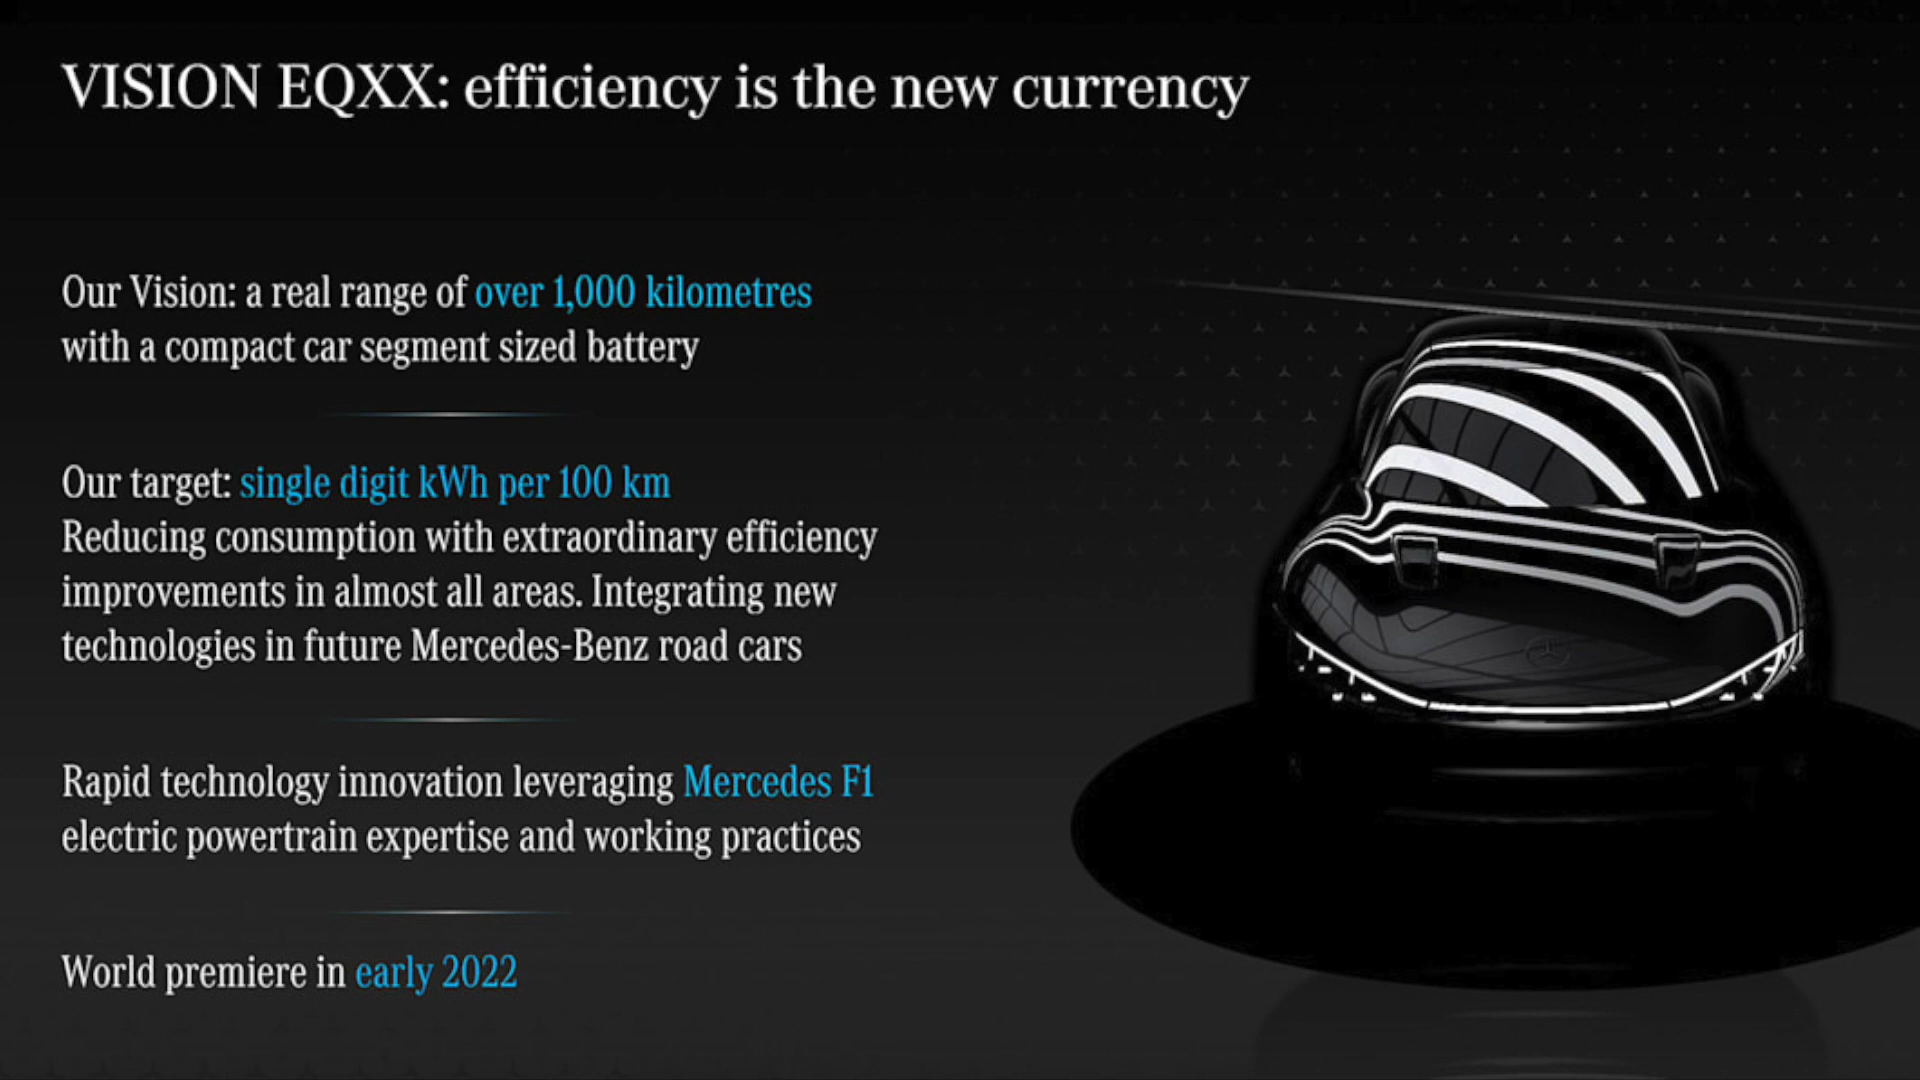 VISION EQXX: efficiency is the new currency
Our Vision: a real range of over 1,000 kilometres
with a compact car segment sized battery
Our target: single digit kWh per 100 km
Reducing consumption with extraordinary efficiency
improvements in almost all areas. Integrating new
technologies in future Mercedes-Benz road cars
Rapid technology innovation leveraging Mercedes F1
electric powertrain expertise and working practices
World premiere in early 2022